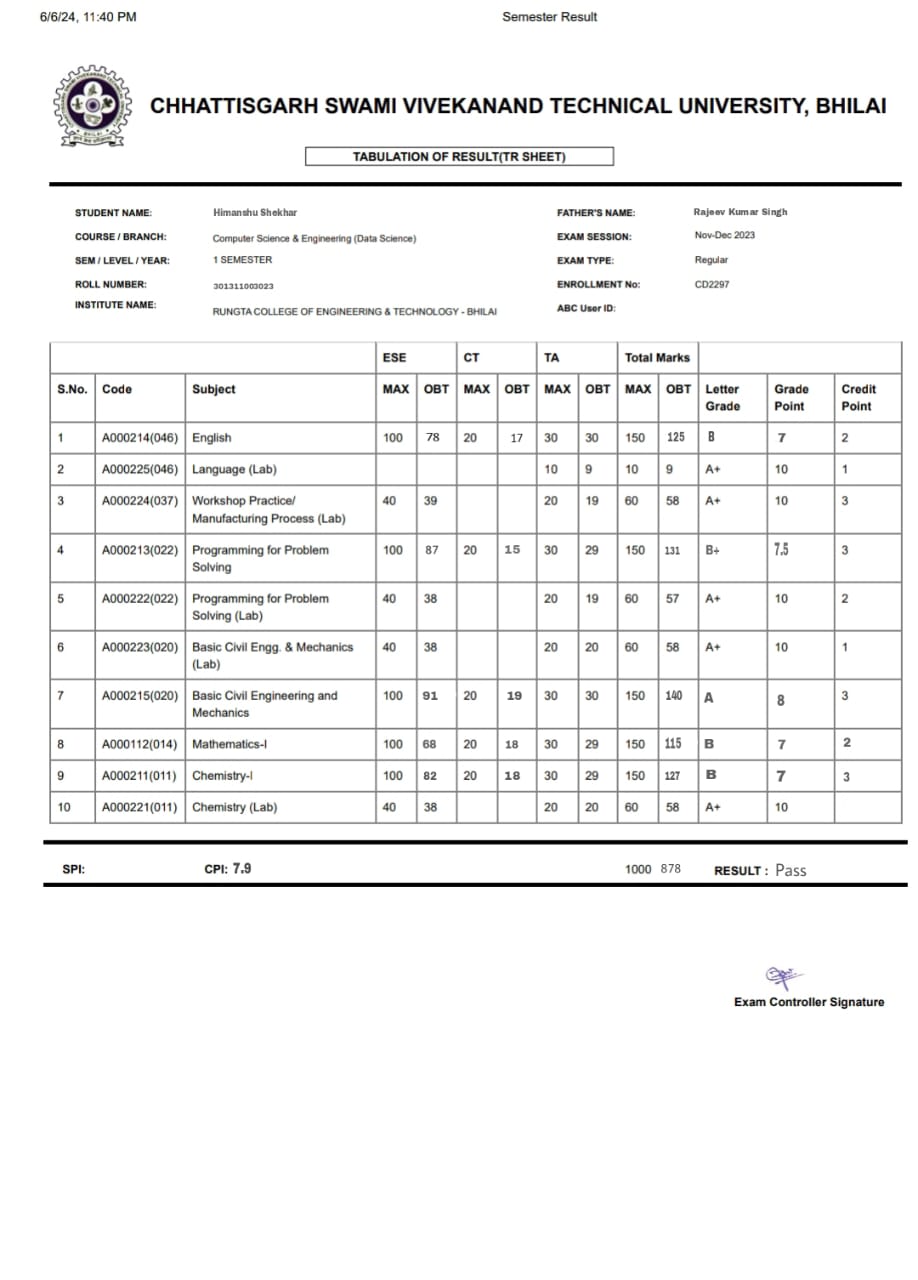 6/6/24, 11:40 PM Semester Result
CHHATTISGARH SWAMI VIVEKANAND TECHNICAL UNIVERSITY, BHILAI
TABULATION OF RESULT(TR SHEET)
STUDENT NAME: Himanshu Shekhar FATHER'S NAME: Rajeev Kumar Singh
COURSE / BRANCH: Computer Science & Engineering (Data Science) EXAM SESSION: Nov-Dec 2023
SEM / LEVEL / YEAR: 1 SEMESTER EXAM TYPE: Regular
ROLL NUMBER: 301311003023 ENROLLMENT No: CD2297
INSTITUTE NAME: RUNGTA COLLEGE OF ENGINEERING & TECHNOLOGY - BHILAI ABC User ID:
ESE CT TA Total Marks
S.No. Code Subject MAX OBT MAX OBT MAX OBT MAX OBT Letter Grade Credit
Grade Point Point
1 A000214(046) English 100 78 20 17 30 30 150 125 B 7 2
2 A000225(046) Language (Lab) 10 9 10 9 A+ 10 1
3 A000224(037) Workshop Practice/ 40 39 20 19 60 58 A+ 10 3
Manufacturing Process (Lab)
4 A000213(022) Programming for Problem 100 87 20 15 30 29 150 131 B+ 7.5 3
Solving
5 A000222(022) Programming for Problem 40 38 20 19 60 57 A+ 10 2
Solving (Lab)
6 A000223(020) Basic Civil Engg. & Mechanics 40 38 20 20 60 58 A+ 10 1
(Lab)
7 A000215(020) Basic Civil Engineering and 100 91 20 19 30 30 150 140 A 8 3
Mechanics
8 A000112(014) Mathematics-I 100 68 20 18 30 29 150 115 B 7 2
9 A000211(011) Chemistry-I 100 82 20 18 30 29 150 127 B 7 3
10 A000221(011) Chemistry (Lab) 40 38 20 20 60 58 A+ 10
SPI: CPI: 7.9 1000 878 RESULT : Pass
Exam Controller Signature